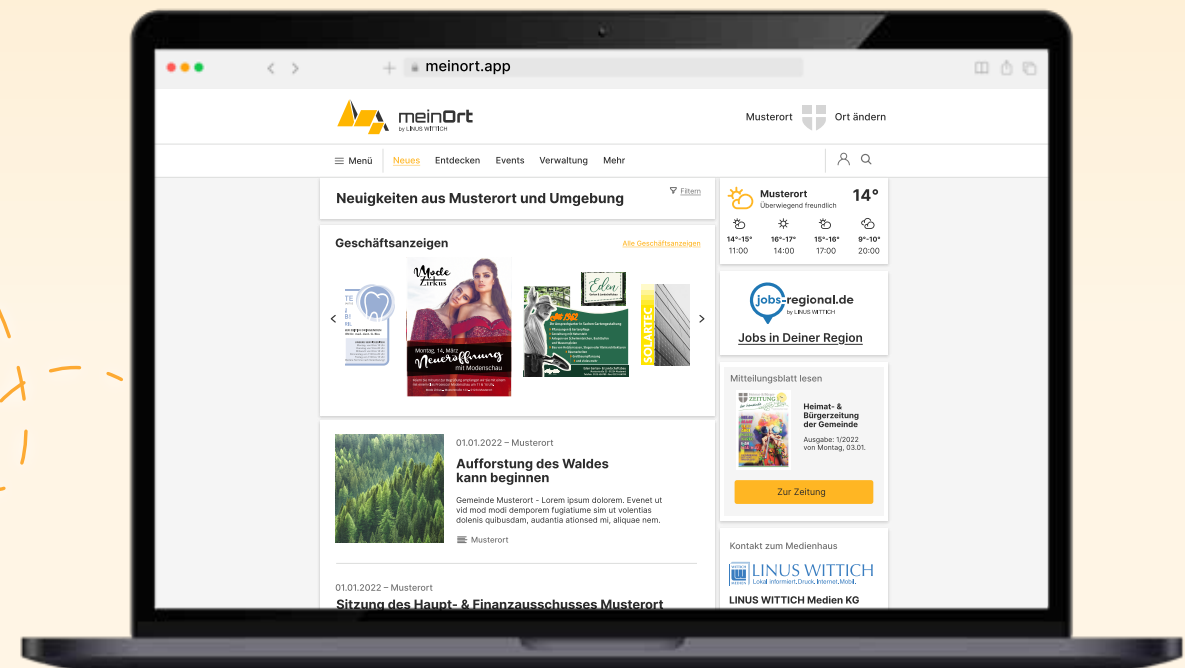 meinort.app
meinOrt
by LINUS WITTICH
Musterort
Ort ändern
Menü
Neues
Entdecken
Events
Verwaltung
Mehr
Neuigkeiten aus Musterort und Umgebung
Filtern
Geschäftsanzeigen
Alle Geschäftsanzeigen
Mode
Zirkus
Montag, 14. März
Neueröffnung
mit Modenschau
Eden
SOLARTEC
01.01.2022 – Musterort
Aufforstung des Waldes
kann beginnen
Gemeinde Musterort - Lorem ipsum dolorem. Evenet ut
vid mod modi demporem fugiatiume sim ut volentias
dolenis quibusdam, audantia ationsed mi, aliquae nem.
Musterort
01.01.2022 – Musterort
Sitzung des Haupt- & Finanzausschusses Musterort
Musterort
14°
Überwiegend freundlich
14°-15°
16°-17°
15°-16°
9°-10°
11:00
14:00
17:00
20:00
jobs-regional.de
by LINUS WITTICH
Jobs in Deiner Region
Mitteilungsblatt lesen
ZEITUNG
Heimat- &
Bürgerzeitung
der Gemeinde
Ausgabe: 1/2022
von Montag, 03.01.
Zur Zeitung
Kontakt zum Medienhaus
LINUS WITTICH
Lokal informiert. Druck. Internet. Mobil.
LINUS WITTICH Medien KG